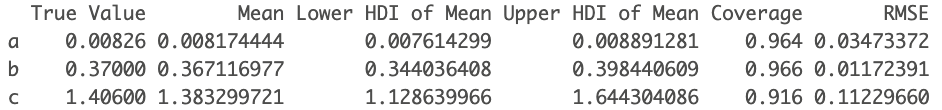 True Value Mean Lower HDI of Mean Upper HDI of Mean Coverage RMSE
a 0.00826 0.008174444 0.007614299 0.008891281 0.964 0.03473372
b 0.37000 0.367116977 0.344036408 0.398440609 0.966 0.01172391
c 1.40600 1.383299721 1.128639966 1.644304086 0.916 0.11229660